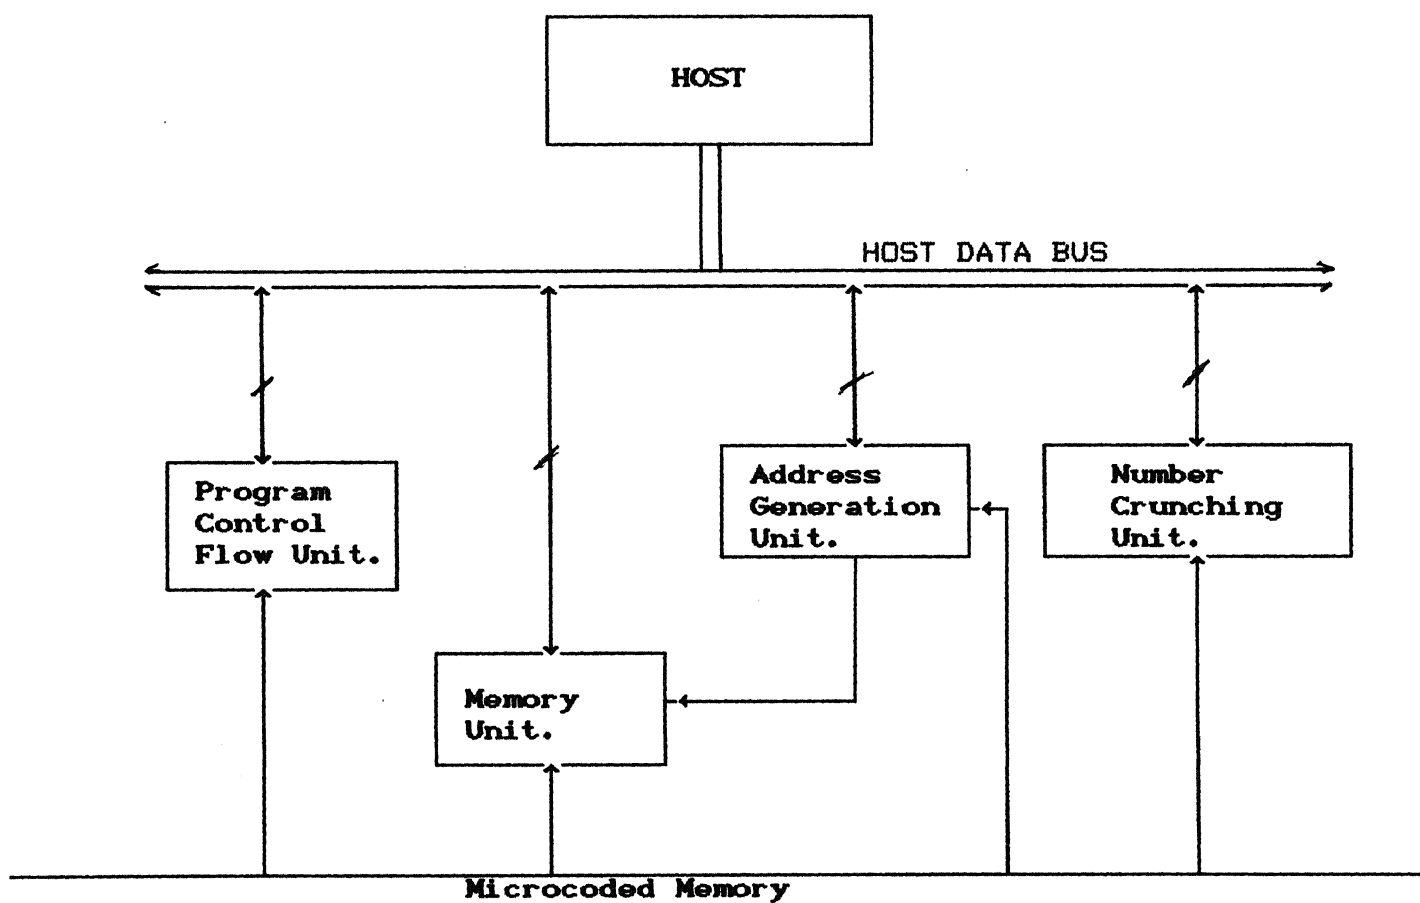 HOST
HOST DATA BUS
Program
Control
Flow Unit.
Address
Generation
Unit.
Number
Crunching
Unit.
Memory
Unit.
Microcoded Memory